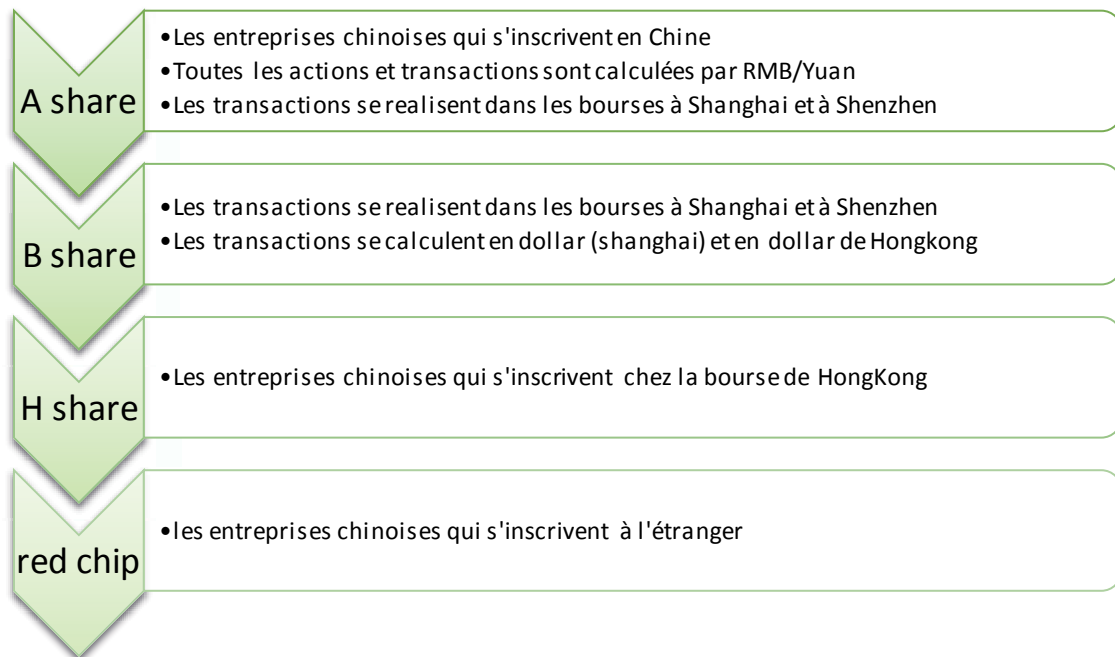 A share
•Les entreprises chinoises qui s'inscrivent en Chine
•Toutes les actions et transactions sont calculées par RMB/Yuan
•Les transactions se realisent dans les bourses à Shanghai et à Shenzhen
B share
•Les transactions se realisent dans les bourses à Shanghai et à Shenzhen
•Les transactions se calculent en dollar (shanghai) et en dollar de Hongkong
H share
•Les entreprises chinoises qui s'inscrivent chez la bourse de HongKong
red chip
•les entreprises chinoises qui s'inscrivent à l'étranger